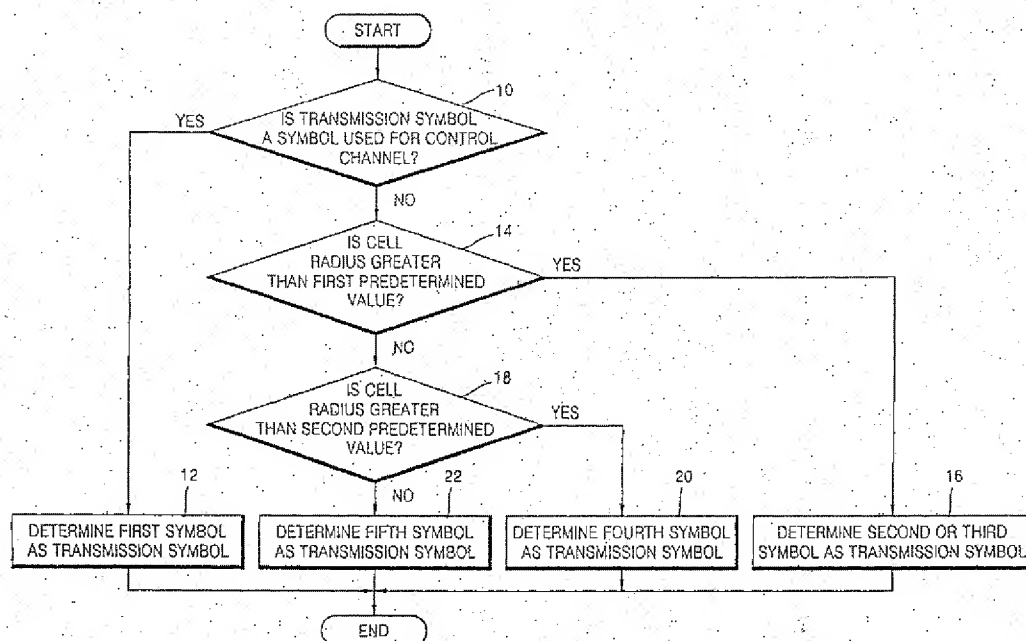 START
10
IS TRANSMISSION SYMBOL
A SYMBOL USED FOR CONTROL
CHANNEL?
YES
NO
14
IS CELL
RADIUS GREATER
THAN FIRST PREDETERMINED
VALUE?
YES
NO
18
IS CELL
RADIUS GREATER
THAN SECOND PREDETERMINED
VALUE?
YES
NO
12
DETERMINE FIRST SYMBOL
AS TRANSMISSION SYMBOL
22
DETERMINE FIFTH SYMBOL
AS TRANSMISSION SYMBOL
20
DETERMINE FOURTH SYMBOL
AS TRANSMISSION SYMBOL
16
DETERMINE SECOND OR THIRD
SYMBOL AS TRANSMISSION SYMBOL
END